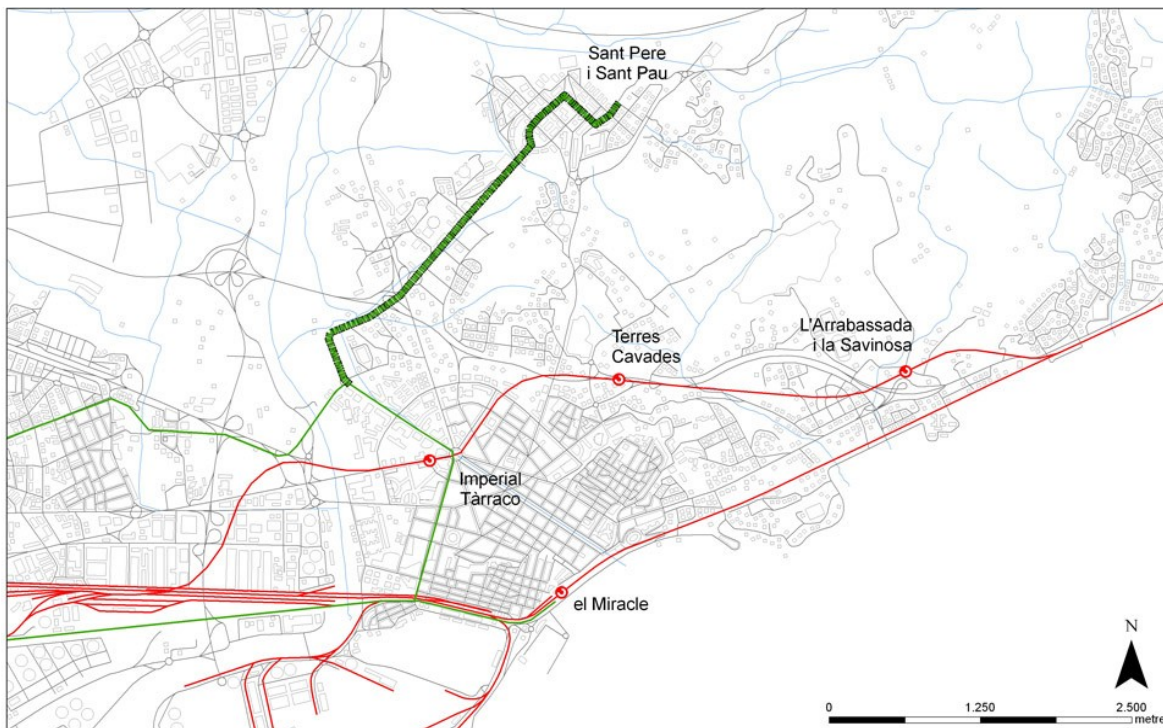 Sant Pere
i Sant Pau
Terres
Cavades
L'Arrabassada
i la Savinosa
Imperial
Tàrraco
el Miracle
N
0 1.250 2.500
metre